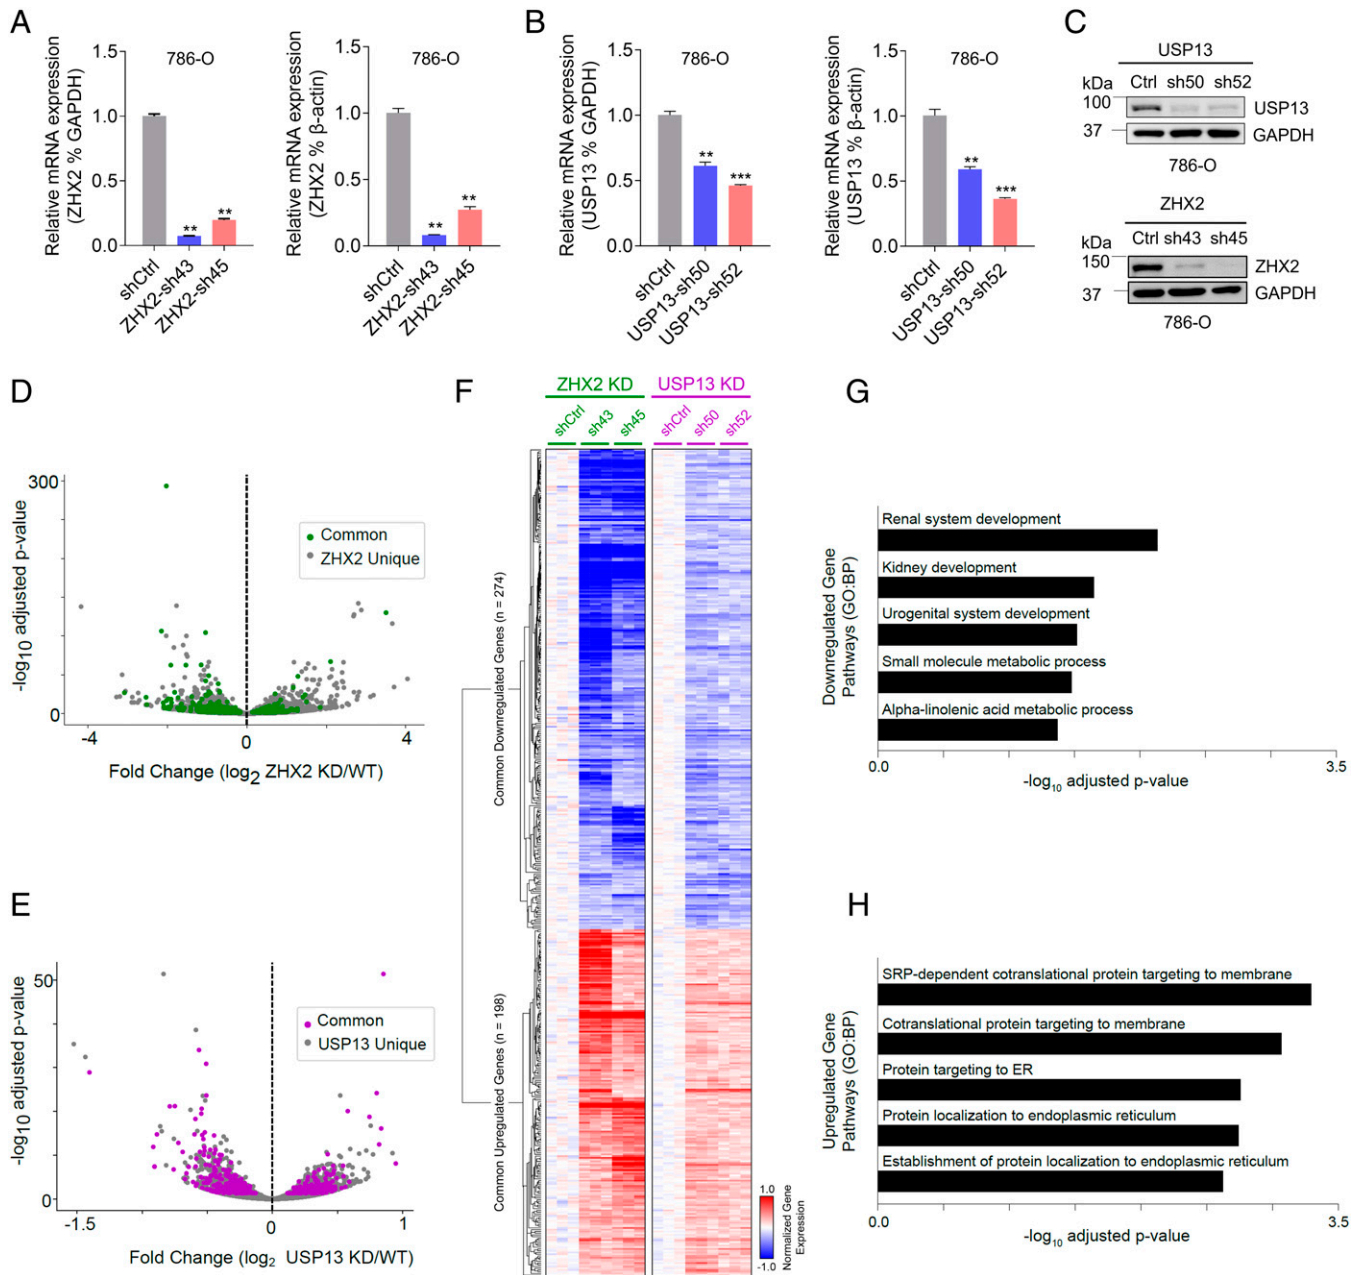 A
Relative mRNA expression
(ZHX2 % GAPDH)
786-O
1.5
1.0
0.5
0.0
**
**
shCtrl
ZHX2-sh43
ZHX2-sh45
Relative mRNA expression
(ZHX2 % β-actin)
786-O
1.5
1.0
0.5
0.0
**
**
shCtrl
ZHX2-sh43
ZHX2-sh45
B
Relative mRNA expression
(USP13 % GAPDH)
786-O
1.5
1.0
0.5
0.0
**
***
shCtrl
USP13-sh50
USP13-sh52
Relative mRNA expression
(USP13 % β-actin)
786-O
1.5
1.0
0.5
0.0
**
***
shCtrl
USP13-sh50
USP13-sh52
C
USP13
kDa
Ctrl sh50 sh52
100
USP13
37
GAPDH
786-O
ZHX2
kDa
Ctrl sh43 sh45
150
ZHX2
37
GAPDH
786-O
D
-log10 adjusted p-value
300
0
Common
ZHX2 Unique
-4
0
4
Fold Change (log2 ZHX2 KD/WT)
E
-log10 adjusted p-value
50
0
Common
USP13 Unique
-1.5
0
1
Fold Change (log2 USP13 KD/WT)
F
ZHX2 KD
USP13 KD
shCtrl
sh43
sh45
shCtrl
sh50
sh52
Common Downregulated Genes (n = 274)
Common Upregulated Genes (n = 198)
1.0
-1.0
Normalized Gene
Expression
G
Downregulated Gene
Pathways (GO:BP)
Renal system development
Kidney development
Urogenital system development
Small molecule metabolic process
Alpha-linolenic acid metabolic process
0.0
3.5
-log10 adjusted p-value
H
Upregulated Gene
Pathways (GO:BP)
SRP-dependent cotranslational protein targeting to membrane
Cotranslational protein targeting to membrane
Protein targeting to ER
Protein localization to endoplasmic reticulum
Establishment of protein localization to endoplasmic reticulum
0.0
3.5
-log10 adjusted p-value